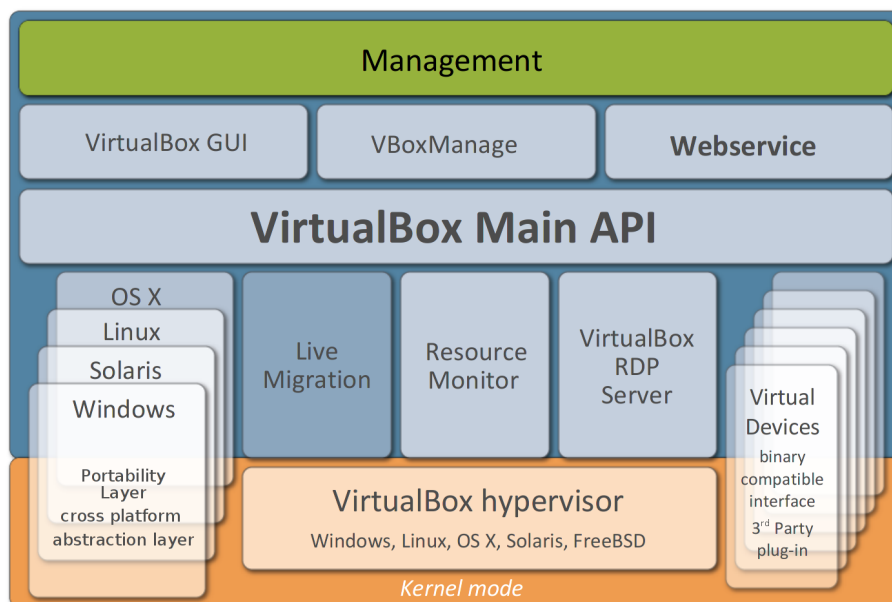 Management
VirtualBox GUI
VBoxManage
Webservice
VirtualBox Main API
OS X
Linux
Solaris
Windows
Portability
Layer
cross platform
abstraction layer
Live
Migration
Resource
Monitor
VirtualBox
RDP
Server
Virtual
Devices
binary
compatible
interface
3rd Party
plug-in
VirtualBox hypervisor
Windows, Linux, OS X, Solaris, FreeBSD
Kernel mode